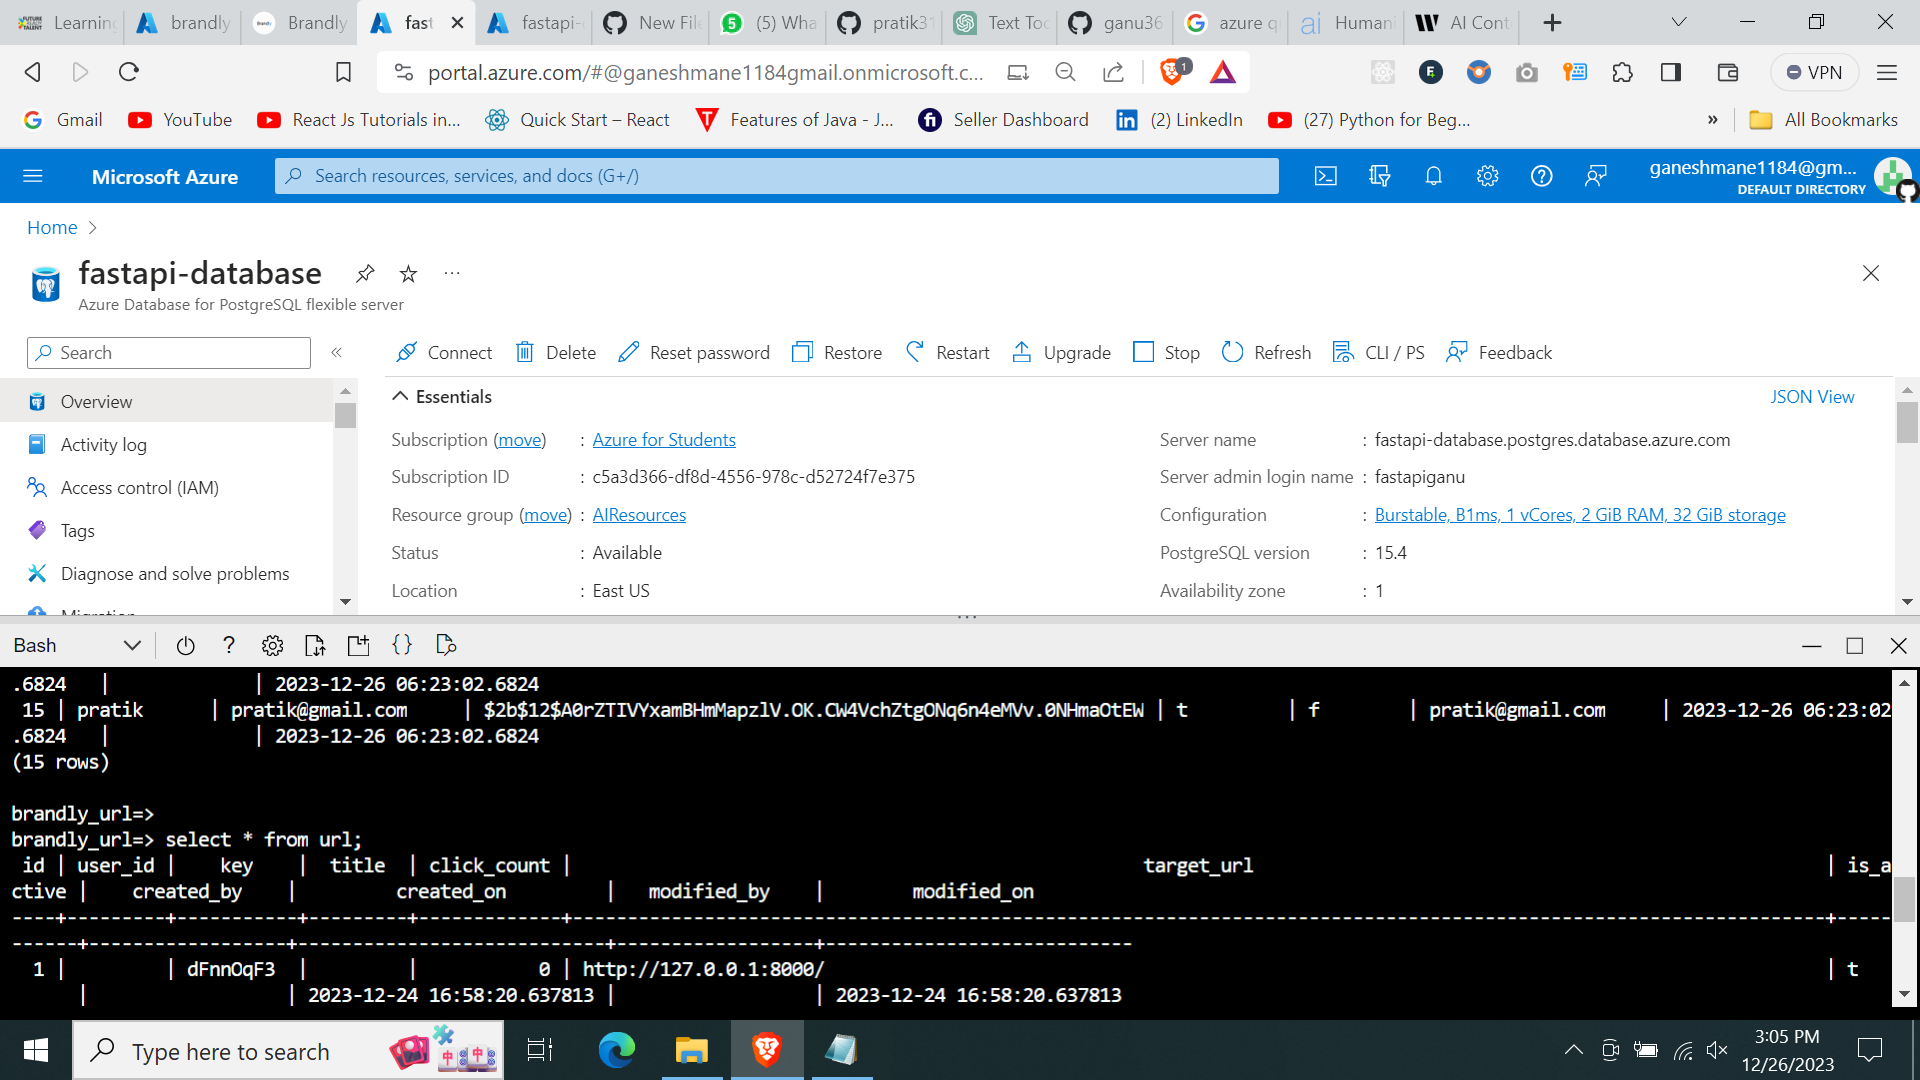 Learning
brandly
Brandly
fast
fastapi-
New File
(5) Wha
pratik31
Text Too
ganu36
azure q
Humani
AI Cont
portal.azure.com/#@ganeshmane1184gmail.onmicrosoft.c...
1
VPN
Gmail
YouTube
React Js Tutorials in...
Quick Start – React
Features of Java - J...
Seller Dashboard
(2) LinkedIn
(27) Python for Beg...
»
All Bookmarks
Microsoft Azure
Search resources, services, and docs (G+/)
ganeshmane1184@gm...
DEFAULT DIRECTORY
Home >
fastapi-database
Azure Database for PostgreSQL flexible server
Search
Connect Delete Reset password Restore Restart Upgrade Stop Refresh CLI / PS Feedback
Overview
Activity log
Access control (IAM)
Tags
Diagnose and solve problems
Migration
Essentials
JSON View
Subscription (move) : Azure for Students
Subscription ID : c5a3d366-df8d-4556-978c-d52724f7e375
Resource group (move) : AIResources
Status : Available
Location : East US
Server name : fastapi-database.postgres.database.azure.com
Server admin login name : fastapiganu
Configuration : Burstable, B1ms, 1 vCores, 2 GiB RAM, 32 GiB storage
PostgreSQL version : 15.4
Availability zone : 1
Bash
.6824 | | 2023-12-26 06:23:02.6824
15 | pratik | pratik@gmail.com | $2b$12$A0rZTIVYxamBHmMapzlV.OK.CW4VchZtgONq6n4eMVv.0NHmaOtEW | t | f | pratik@gmail.com | 2023-12-26 06:23:02
.6824 | | 2023-12-26 06:23:02.6824
(15 rows)
brandly_url=>
brandly_url=> select * from url;
id | user_id | key | title | click_count | target_url | is_a
ctive | created_by | created_on | modified_by | modified_on
1 | | dFnnOqF3 | | 0 | http://127.0.0.1:8000/ | t
| | 2023-12-24 16:58:20.637813 | | 2023-12-24 16:58:20.637813
Type here to search
3:05 PM
12/26/2023